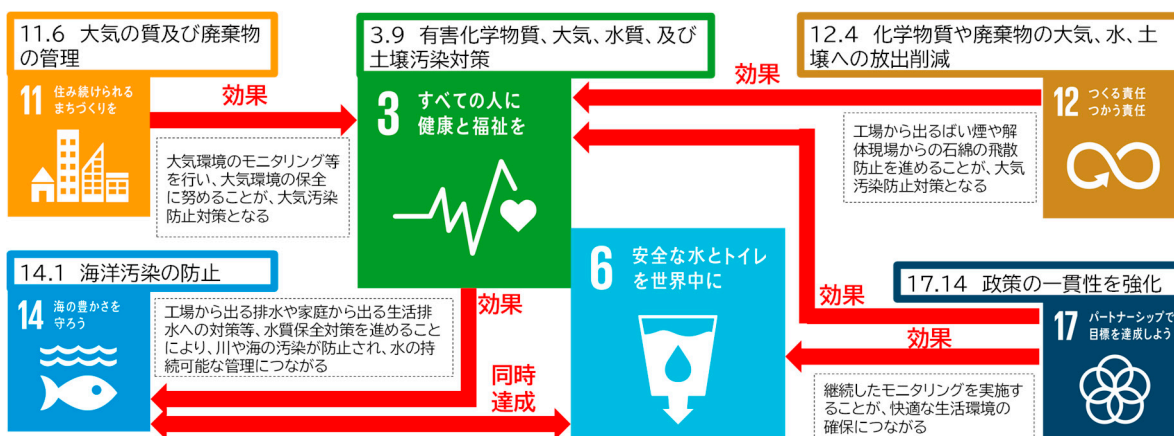 11.6 大気の質及び廃棄物
の管理
11 住み続けられる
まちづくりを
効果
大気環境のモニタリング等
を行い、大気環境の保全
に努めることが、大気汚染
防止対策となる
3.9 有害化学物質、大気、水質、及び
土壌汚染対策
3 すべての人に
健康と福祉を
効果
12.4 化学物質や廃棄物の大気、水、土
壌への放出削減
12 つくる責任
つかう責任
工場から出るばい煙や解
体現場からの石綿の飛散
防止を進めることが、大気
汚染防止対策となる
14.1 海洋汚染の防止
14 海の豊かさを
守ろう
工場から出る排水や家庭から出る生活排
水への対策等、水質保全対策を進めること
により、川や海の汚染が防止され、水の持
続可能な管理につながる
効果
同時
達成
6 安全な水とトイレ
を世界中に
17.14 政策の一貫性を強化
17 パートナーシップで
目標を達成しよう
効果
効果
継続したモニタリングを実施す
ることが、快適な生活環境の
確保につながる